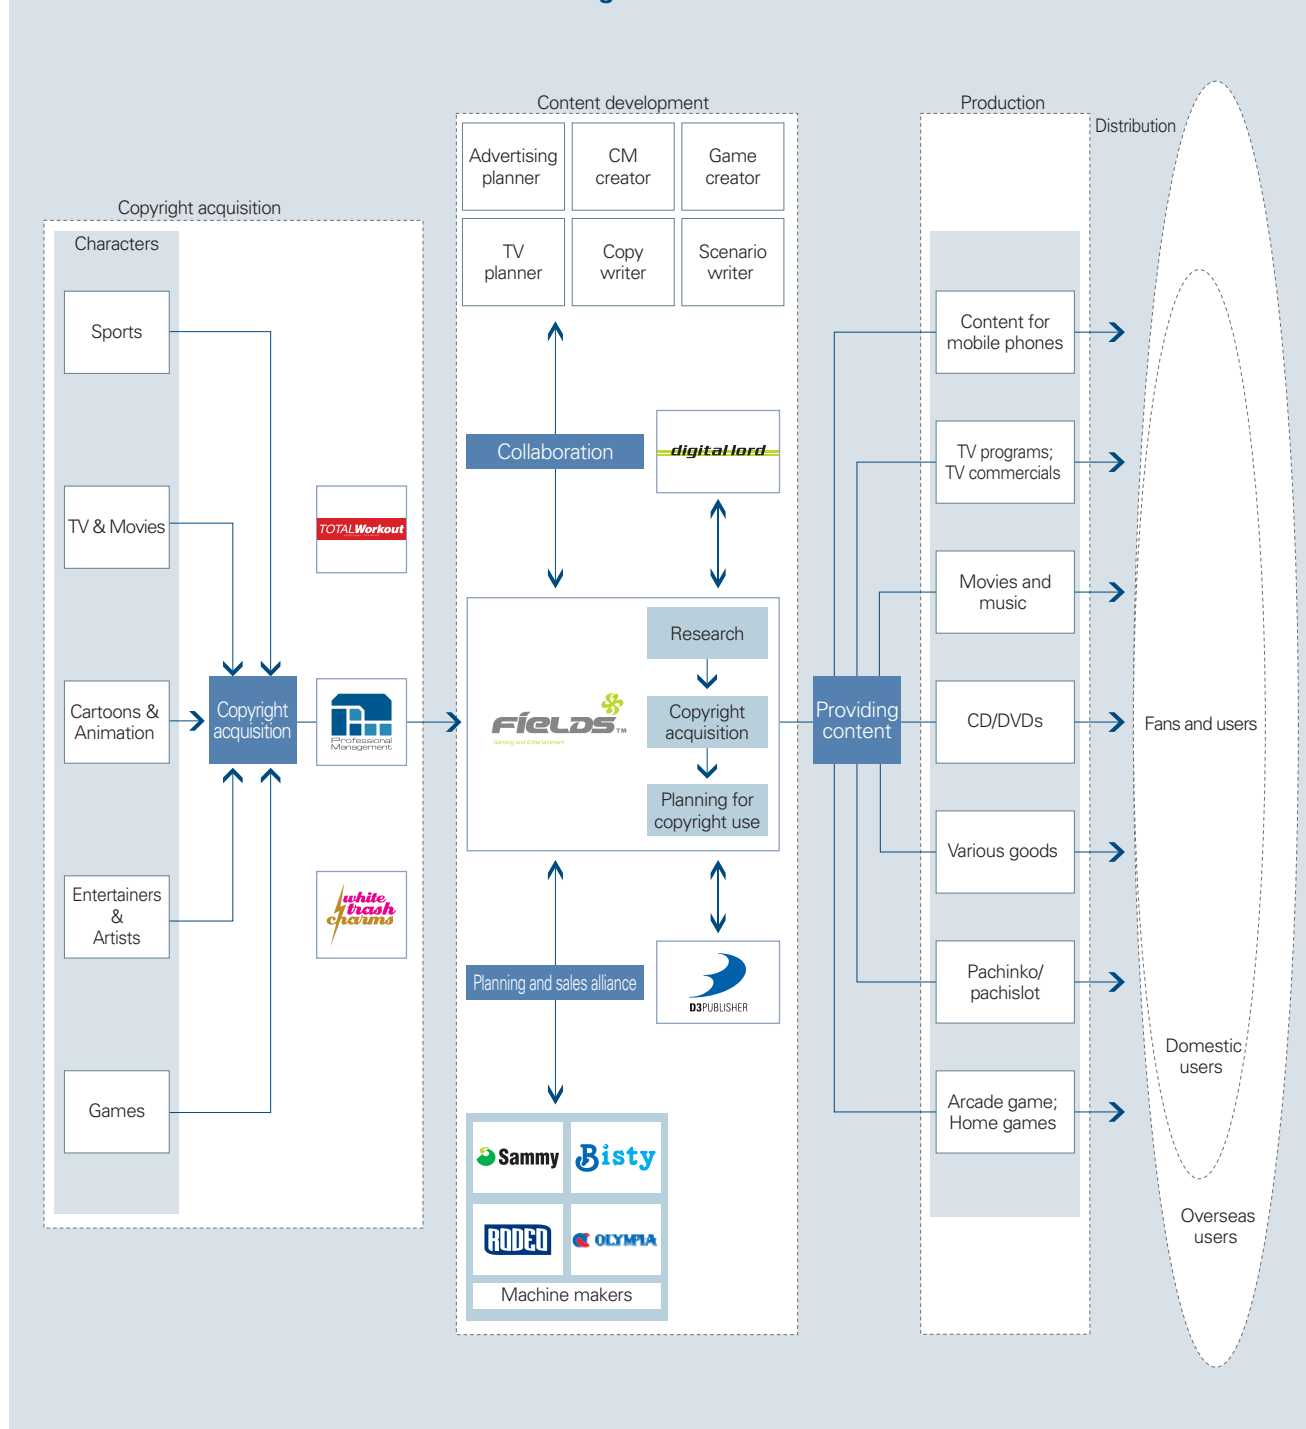 Content development
Production
Distribution
Copyright acquisition
Characters
Sports
TV & Movies
Cartoons &
Animation
Entertainers
&
Artists
Games
Copyright
acquisition
TOTAL Workout
Professional
Management
white
trash
charms
Advertising
planner
CM
creator
Game
creator
TV
planner
Copy
writer
Scenario
writer
Collaboration
digital lord
FIELDS TM
Gaming and Entertainment
Research
Copyright
acquisition
Planning for
copyright use
Planning and sales alliance
D3PUBLISHER
Sammy
Bisty
RODEO
OLYMPIA
Machine makers
Providing
content
Content for
mobile phones
TV programs;
TV commercials
Movies and
music
CD/DVDs
Various goods
Pachinko/
pachislot
Arcade game;
Home games
Fans and users
Domestic
users
Overseas
users